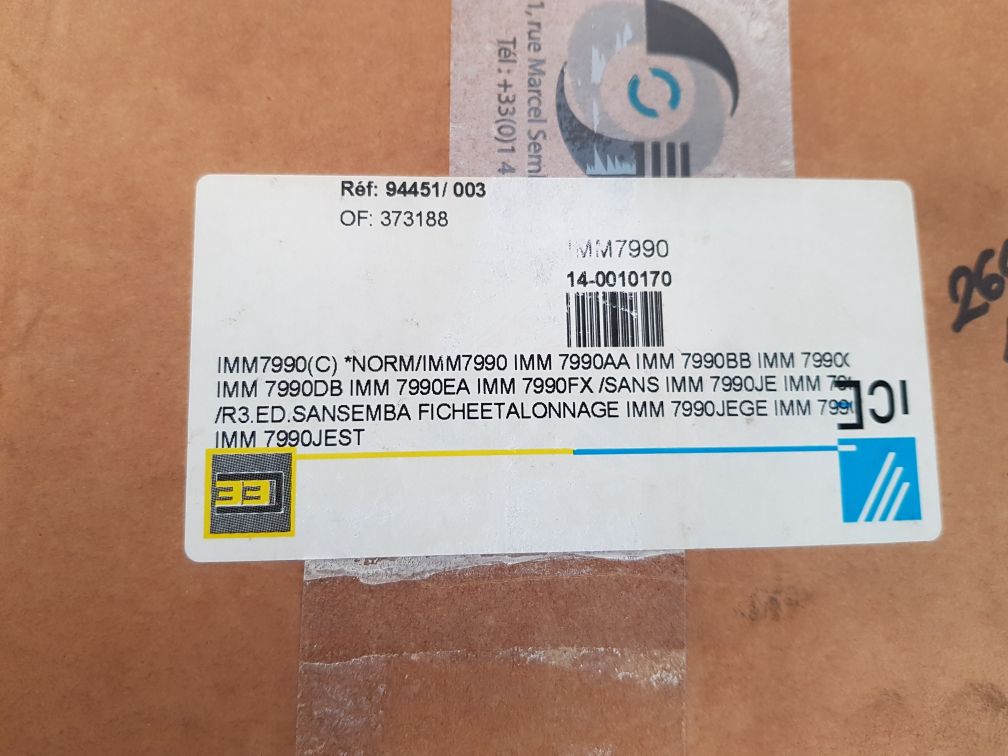 1, rue Marcel
Tél : +33(0)1 4
Réf: 94451/ 003
OF: 373188
IMM7990
14-0010170
IMM7990(C) *NORM/IMM7990 IMM 7990AA IMM 7990BB IMM 7990C
IMM 7990DB IMM 7990EA IMM 7990FX /SANS IMM 7990JE IMM
/R3.ED.SANSEMBA FICHEETALONNAGE IMM 7990JEGE IMM
IMM 7990JEST
ICE